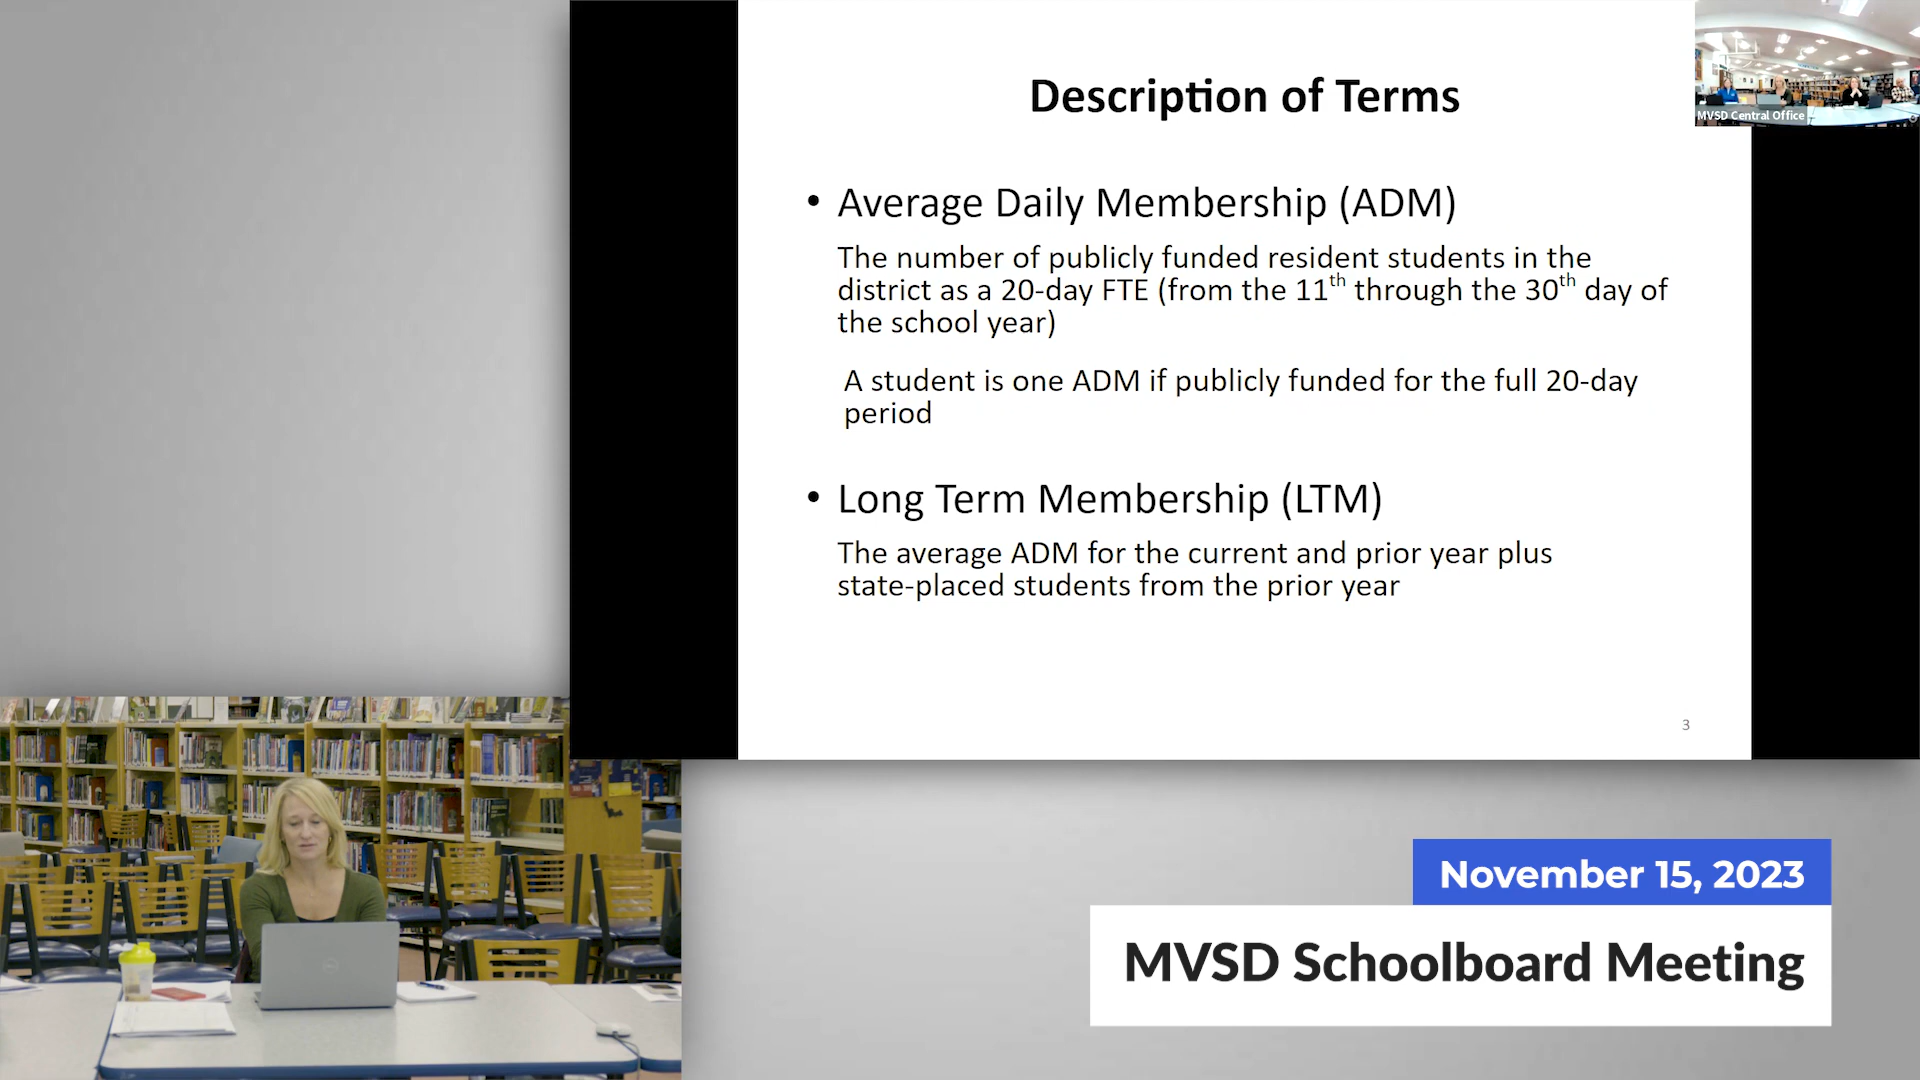 Description of Terms
MVSD Central Office
• Average Daily Membership (ADM)
The number of publicly funded resident students in the
district as a 20-day FTE (from the 11th through the 30th day of
the school year)
A student is one ADM if publicly funded for the full 20-day
period
• Long Term Membership (LTM)
The average ADM for the current and prior year plus
state-placed students from the prior year
3
November 15, 2023
MVSD Schoolboard Meeting